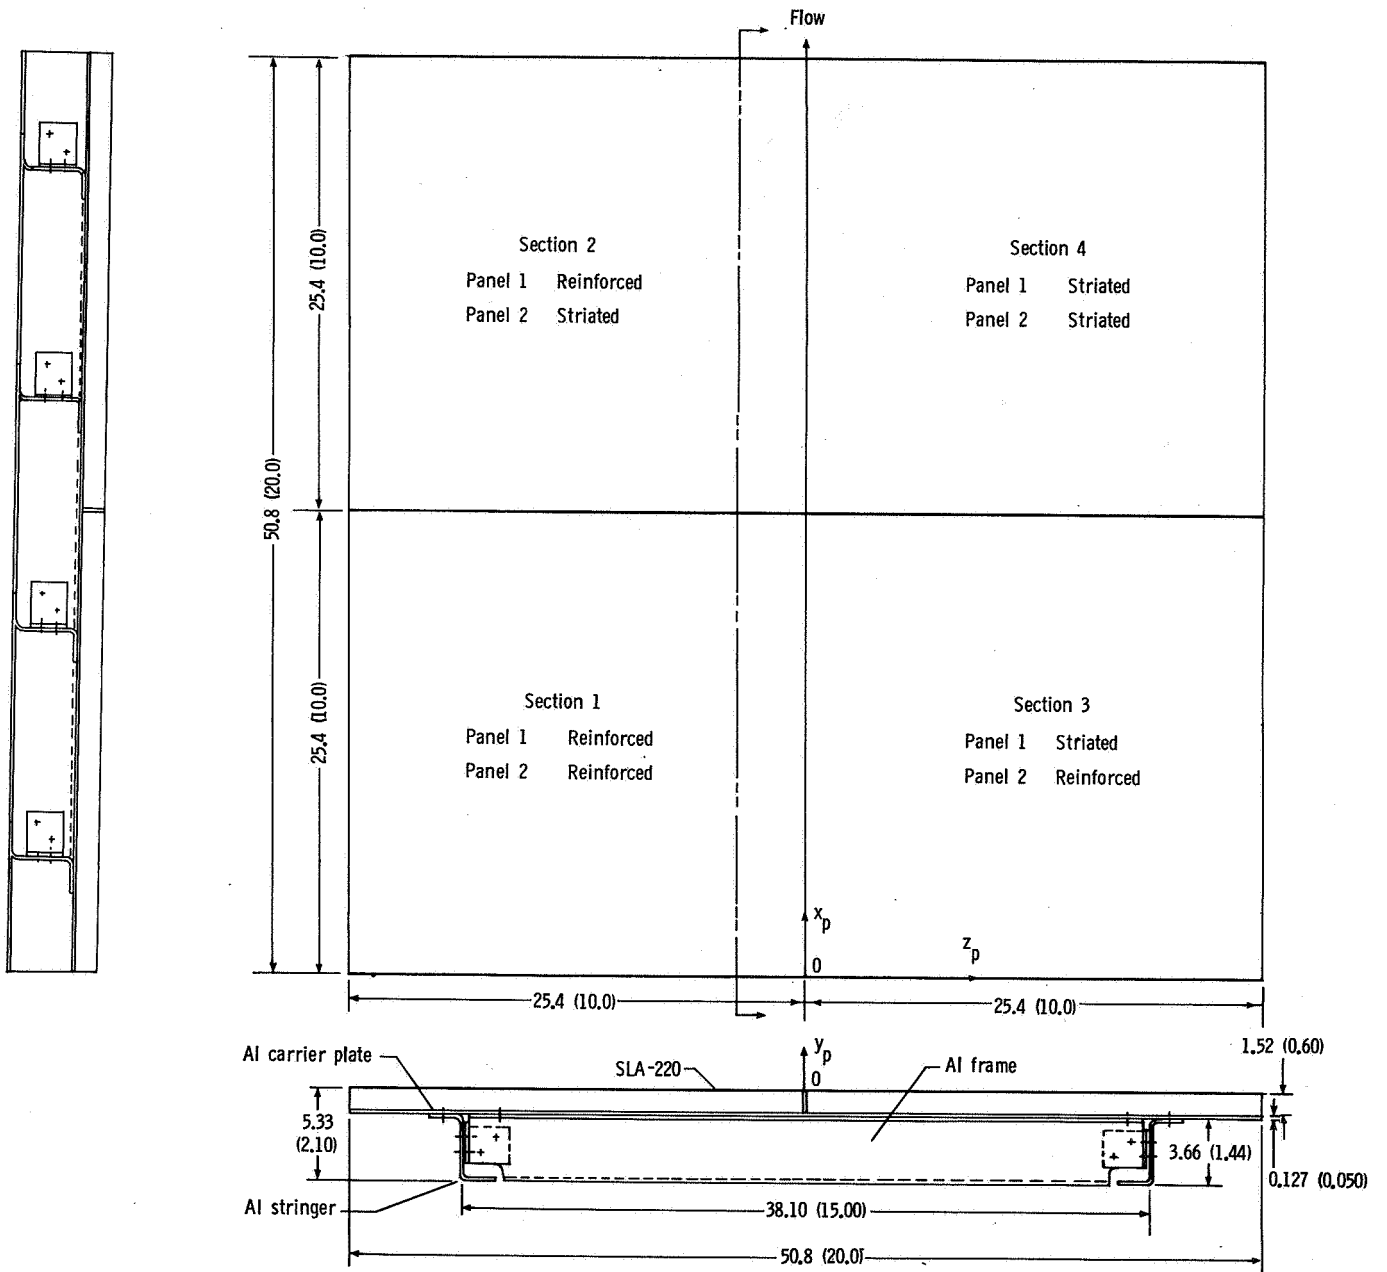 Flow
Section 2
Panel 1 Reinforced
Panel 2 Striated
Section 4
Panel 1 Striated
Panel 2 Striated
25.4 (10.0)
50.8 (20.0)
25.4 (10.0)
Section 1
Panel 1 Reinforced
Panel 2 Reinforced
Section 3
Panel 1 Striated
Panel 2 Reinforced
xp
zp
0
25.4 (10.0)
25.4 (10.0)
yp
0
1.52 (0.60)
Al carrier plate
SLA-220
Al frame
5.33
(2.10)
3.66 (1.44)
0.127 (0.050)
Al stringer
38.10 (15.00)
50.8 (20.0)